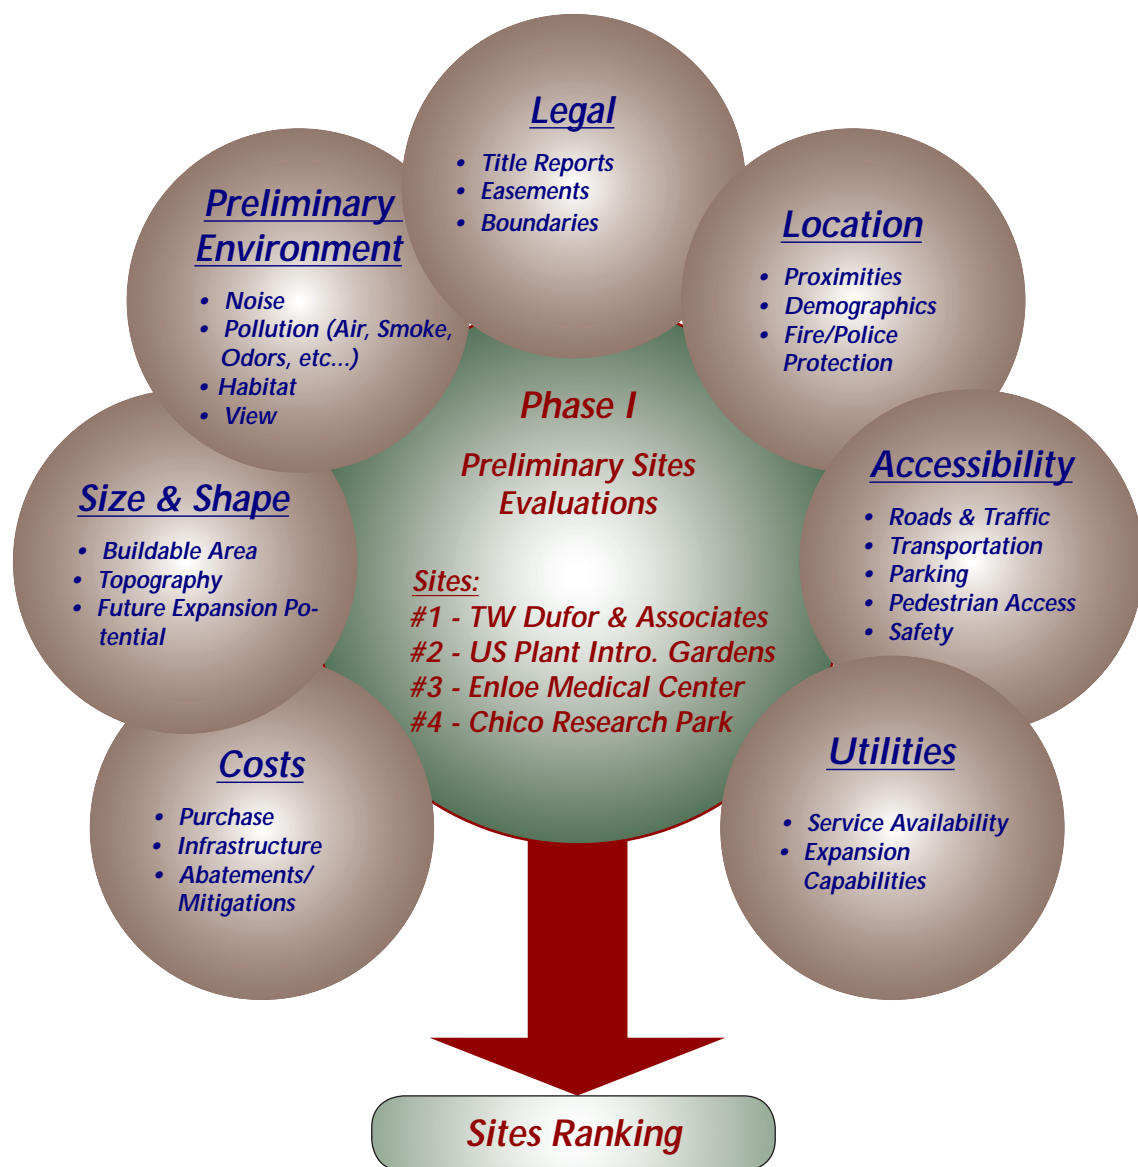 Legal
• Title Reports
• Easements
• Boundaries
Preliminary
Environment
• Noise
• Pollution (Air, Smoke,
Odors, etc...)
• Habitat
• View
Location
• Proximities
• Demographics
• Fire/Police
Protection
Size & Shape
• Buildable Area
• Topography
• Future Expansion Po-
tential
Phase I
Preliminary Sites
Evaluations
Sites:
#1 - TW Dufor & Associates
#2 - US Plant Intro. Gardens
#3 - Enloe Medical Center
#4 - Chico Research Park
Accessibility
• Roads & Traffic
• Transportation
• Parking
• Pedestrian Access
• Safety
Costs
• Purchase
• Infrastructure
• Abatements/
Mitigations
Utilities
• Service Availability
• Expansion
Capabilities
Sites Ranking